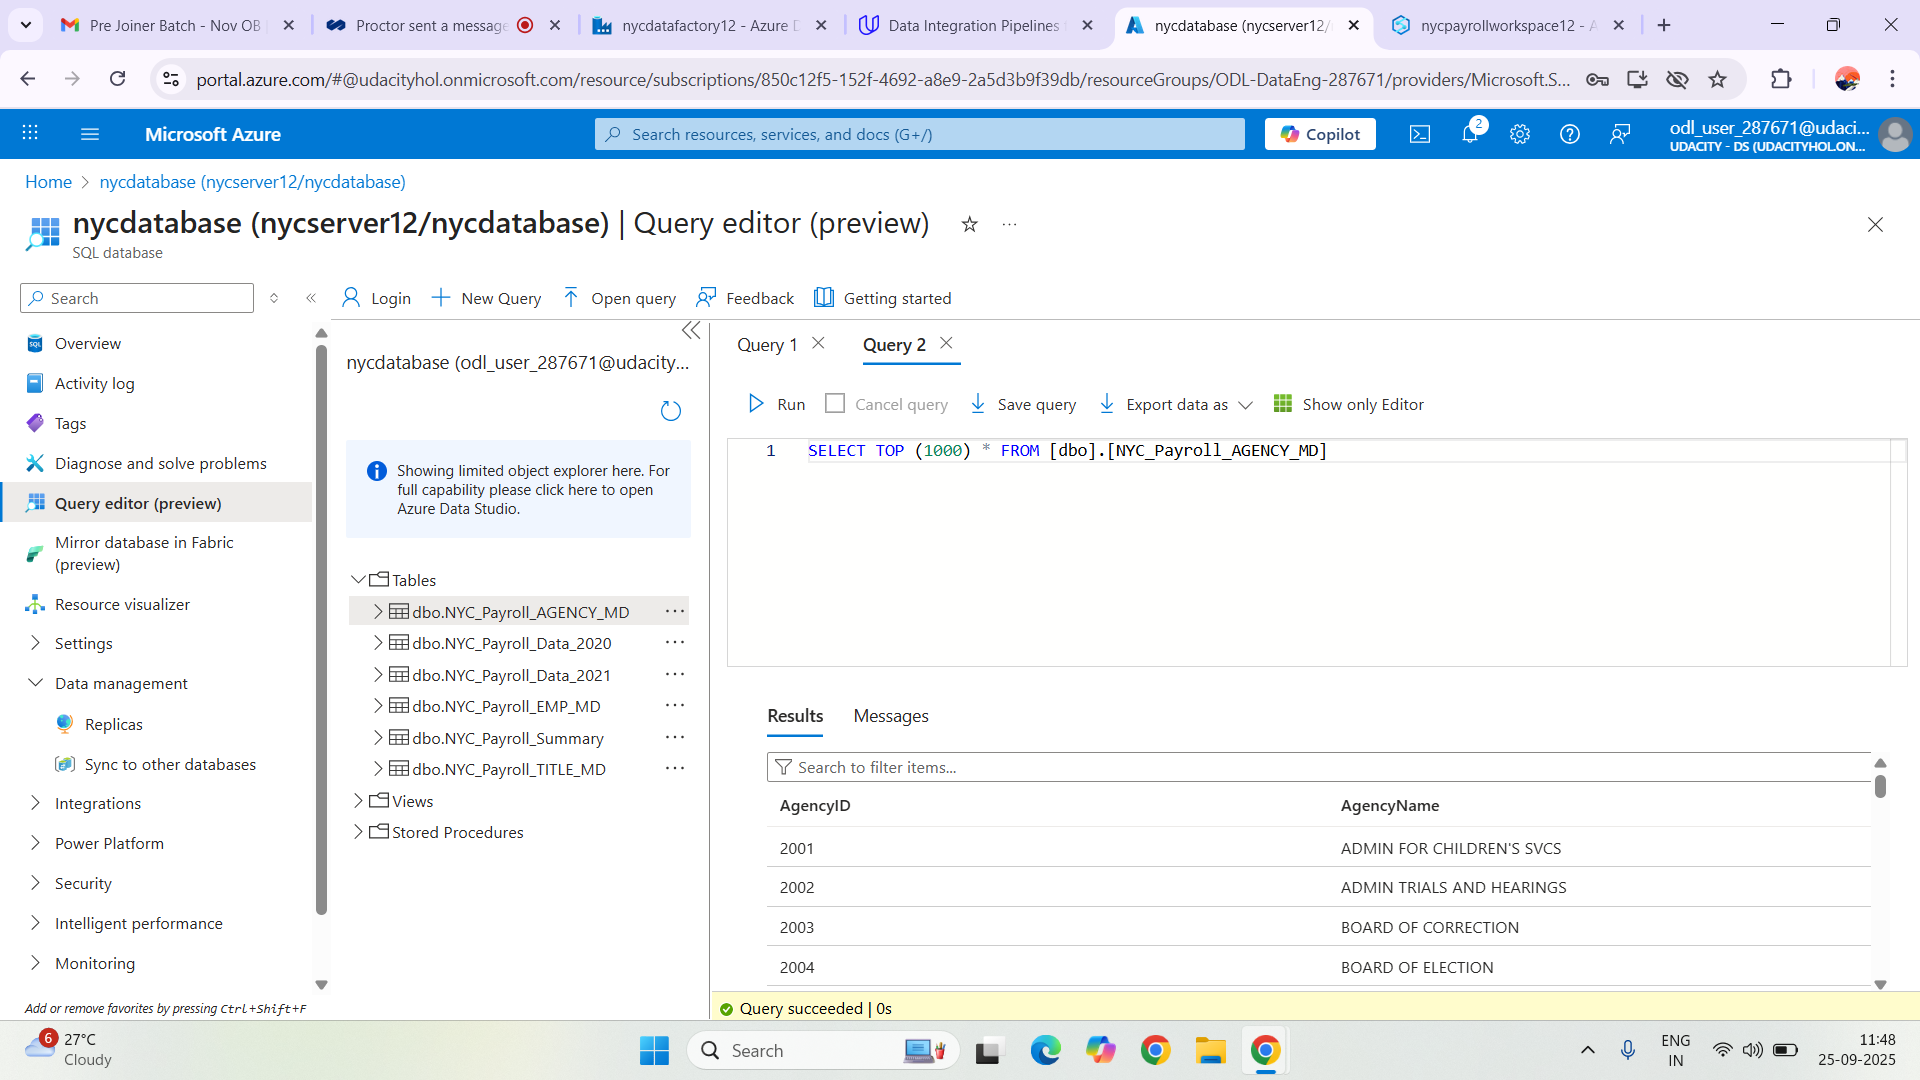 Pre Joiner Batch - Nov OB
Proctor sent a message
nycdatafactory12 - Azure D
Data Integration Pipelines
nycdatabase (nycserver12/
nycpayrollworkspace12 - A
portal.azure.com/#@udacityhol.onmicrosoft.com/resource/subscriptions/850c12f5-152f-4692-a8e9-2a5d3b9f39db/resourceGroups/ODL-DataEng-287671/providers/Microsoft.S...
Microsoft Azure
Search resources, services, and docs (G+/)
Copilot
2
odl_user_287671@udaci...
UDACITY - DS (UDACITYHOL.ON...
Home > nycdatabase (nycserver12/nycdatabase)
nycdatabase (nycserver12/nycdatabase) | Query editor (preview)
SQL database
Search
Login
New Query
Open query
Feedback
Getting started
Overview
Activity log
Tags
Diagnose and solve problems
Query editor (preview)
Mirror database in Fabric
(preview)
Resource visualizer
Settings
Data management
Replicas
Sync to other databases
Integrations
Power Platform
Security
Intelligent performance
Monitoring
Add or remove favorites by pressing Ctrl+Shift+F
nycdatabase (odl_user_287671@udacity...
Showing limited object explorer here. For
full capability please click here to open
Azure Data Studio.
Tables
dbo.NYC_Payroll_AGENCY_MD
dbo.NYC_Payroll_Data_2020
dbo.NYC_Payroll_Data_2021
dbo.NYC_Payroll_EMP_MD
dbo.NYC_Payroll_Summary
dbo.NYC_Payroll_TITLE_MD
Views
Stored Procedures
Query 1
Query 2
Run
Cancel query
Save query
Export data as
Show only Editor
1 SELECT TOP (1000) * FROM [dbo].[NYC_Payroll_AGENCY_MD]
Results
Messages
Search to filter items...
AgencyID AgencyName
2001 ADMIN FOR CHILDREN'S SVCS
2002 ADMIN TRIALS AND HEARINGS
2003 BOARD OF CORRECTION
2004 BOARD OF ELECTION
Query succeeded | 0s
6
27°C
Cloudy
Search
ENG
IN
11:48
25-09-2025